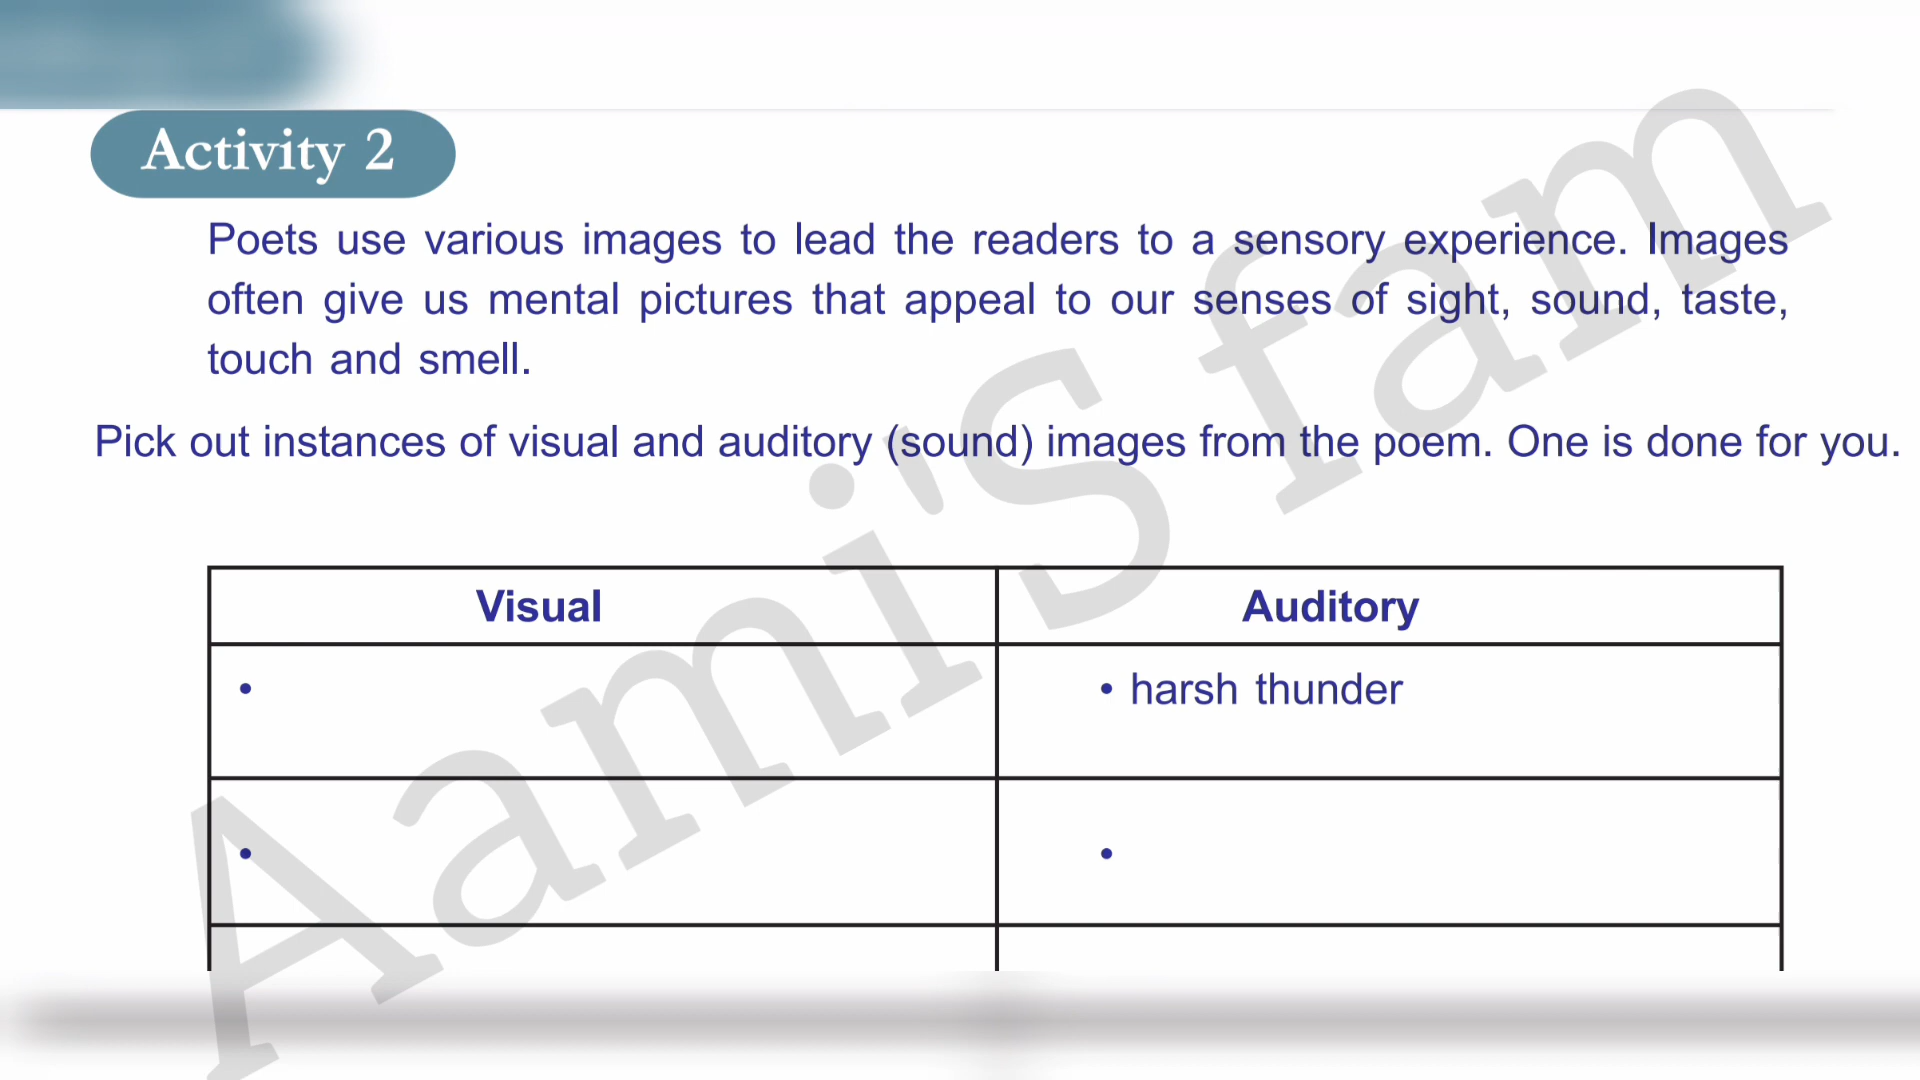 Activity 2
Poets use various images to lead the readers to a sensory experience. Images
often give us mental pictures that appeal to our senses of sight, sound, taste,
touch and smell.
Pick out instances of visual and auditory (sound) images from the poem. One is done for you.
Visual
Auditory
•
• harsh thunder
•
•
Aami'S fam